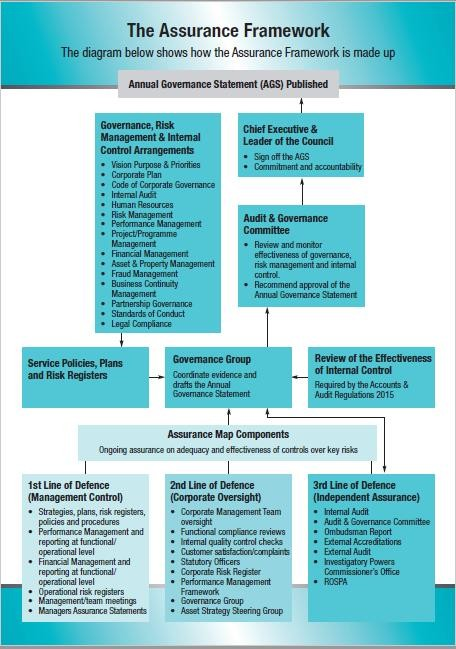 The Assurance Framework
The diagram below shows how the Assurance Framework is made up
Annual Governance Statement (AGS) Published
Governance, Risk
Management & Internal
Control Arrangements
• Vision Purpose & Priorities
• Corporate Plan
• Code of Corporate Governance
• Internal Audit
• Human Resources
• Risk Management
• Performance Management
• Project/Programme
Management
• Financial Management
• Asset & Property Management
• Fraud Management
• Business Continuity
Management
• Partnership Governance
• Standards of Conduct
• Legal Compliance
Chief Executive &
Leader of the Council
• Sign off the AGS
• Commitment and accountability
Audit & Governance
Committee
• Review and monitor
effectiveness of governance,
risk management and internal
control.
• Recommend approval of the
Annual Governance Statement
Service Policies, Plans
and Risk Registers
Governance Group
Coordinate evidence and
drafts the Annual
Governance Statement
Review of the Effectiveness
of Internal Control
Required by the Accounts &
Audit Regulations 2015
Assurance Map Components
Ongoing assurance on adequacy and effectiveness of controls over key risks
1st Line of Defence
(Management Control)
• Strategies, plans, risk registers,
policies and procedures
• Performance Management and
reporting at functional/
operational level
• Financial Management and
reporting at functional/
operational level
• Operational risk registers
• Management/team meetings
• Managers Assurance Statements
2nd Line of Defence
(Corporate Oversight)
• Corporate Management Team
oversight
• Functional compliance reviews
• Internal quality control checks
• Customer satisfaction/complaints
• Statutory Officers
• Corporate Risk Register
• Performance Management
Framework
• Governance Group
• Asset Strategy Steering Group
3rd Line of Defence
(Independent Assurance)
• Internal Audit
• Audit & Governance Committee
• Ombudsman Report
• External Accreditations
• External Audit
• Investigatory Powers
Commissioner's Office
• ROSPA